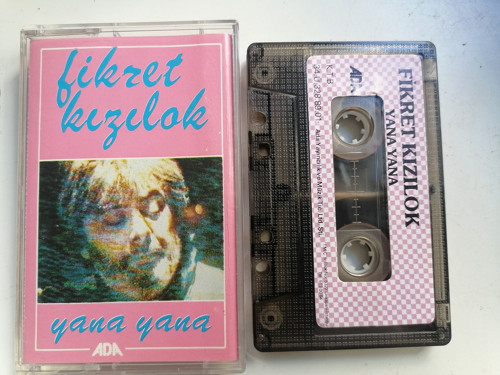 fikret
kızılok
yana yana
ADA
FİKRET KIZILOK
YANA YANA
ADA
K.T.B.